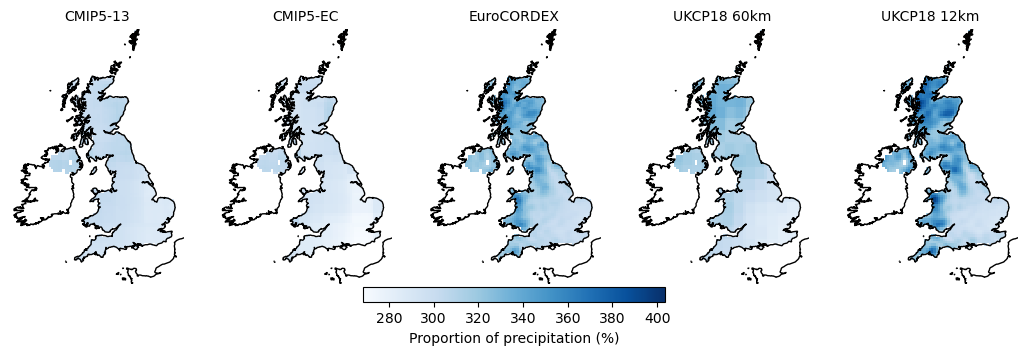 CMIP5-13 CMIP5-EC EuroCORDEX UKCP18 60km UKCP18 12km
280 300 320 340 360 380 400
Proportion of precipitation (%)